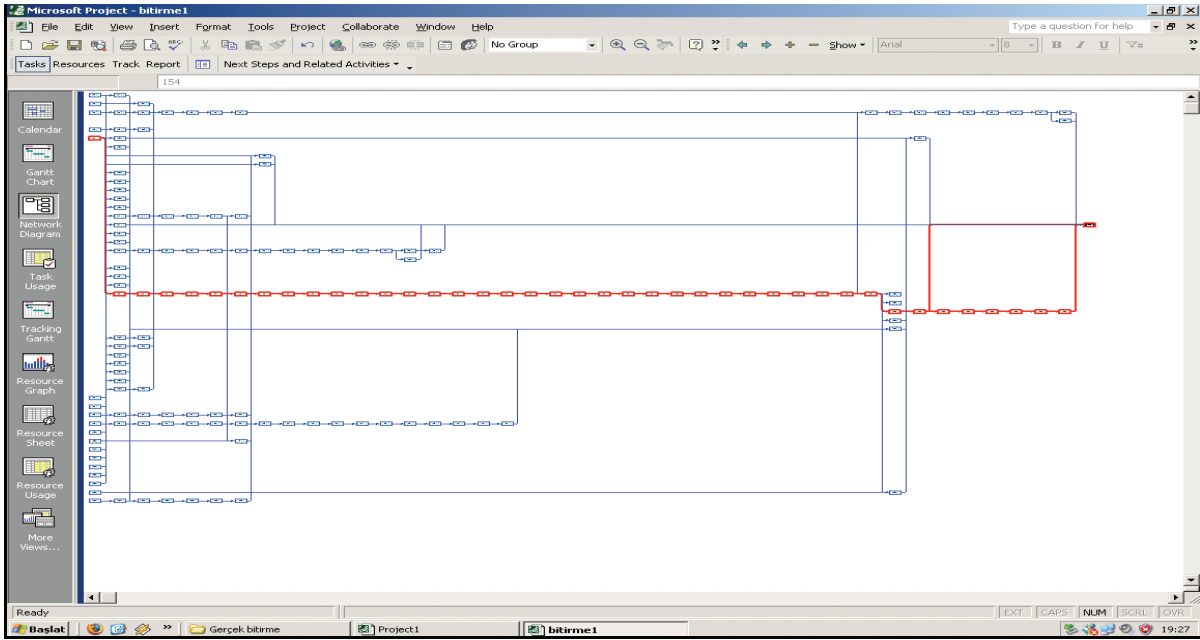 Microsoft Project - bitirme1
File Edit View Insert Format Tools Project Collaborate Window Help Type a question for help
No Group Show Arial 8 B I U
Tasks Resources Track Report Next Steps and Related Activities
154
Calendar
Gantt
Chart
Network
Diagram
Task
Usage
Tracking
Gantt
Resource
Graph
Resource
Sheet
Resource
Usage
More
Views...
Ready EXT CAPS NUM SCRL OVR
Başlat Gerçek bitirme Project1 bitirme1 19:27